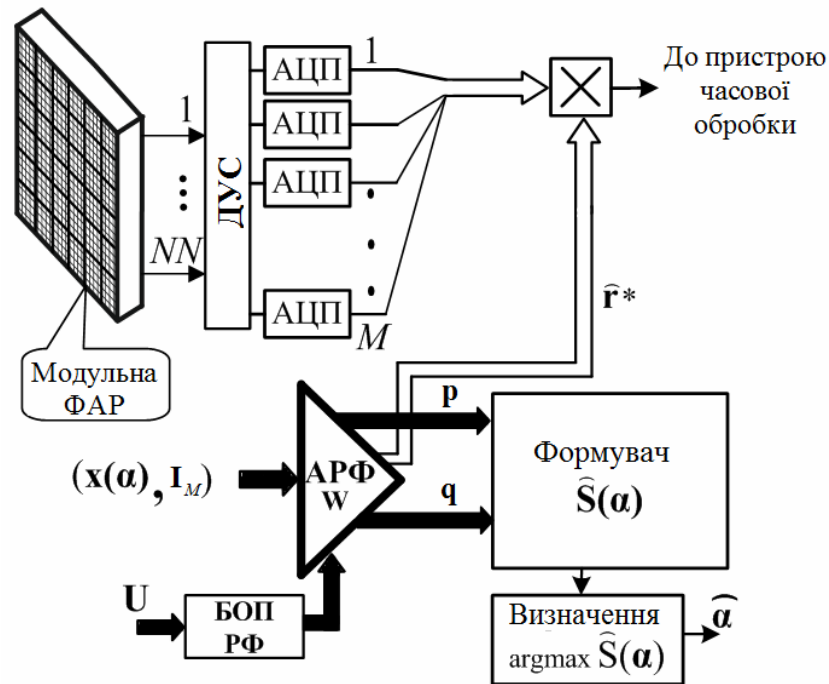 1
...
NN
ДУС
АЦП
АЦП
АЦП
АЦП
1
M
До пристрою
часової
обробки
r̂*
Модульна
ФАР
(x(α), I_M)
АРФ
W
p
q
Формувач
Ŝ(α)
U
БОП
РФ
Визначення
argmax Ŝ(α)
α̂